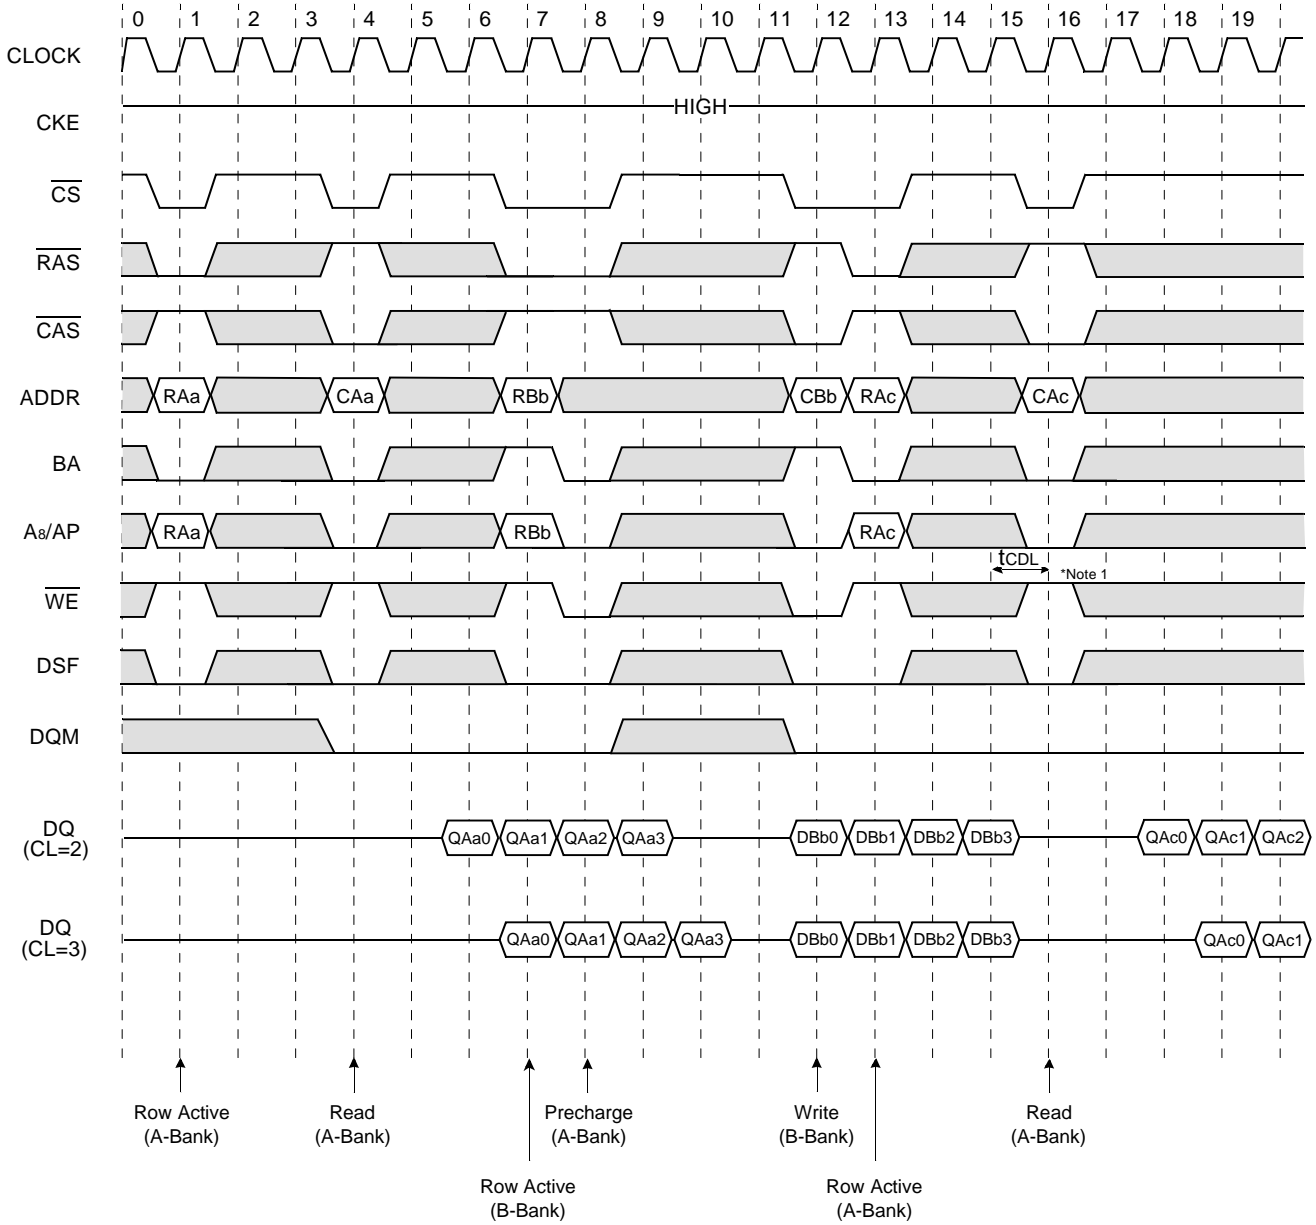 0 1 2 3 4 5 6 7 8 9 10 11 12 13 14 15 16 17 18 19
CLOCK
HIGH
CKE
CS
RAS
CAS
ADDR RAa CAa RBb CBb RAc CAc
BA
A8/AP RAa RBb RAc
tCDL *Note 1
WE
DSF
DQM
DQ
(CL=2) QAa0 QAa1 QAa2 QAa3 DBb0 DBb1 DBb2 DBb3 QAc0 QAc1 QAc2
DQ
(CL=3) QAa0 QAa1 QAa2 QAa3 DBb0 DBb1 DBb2 DBb3 QAc0 QAc1
Row Active
(A-Bank)
Read
(A-Bank)
Precharge
(A-Bank)
Write
(B-Bank)
Read
(A-Bank)
Row Active
(B-Bank)
Row Active
(A-Bank)